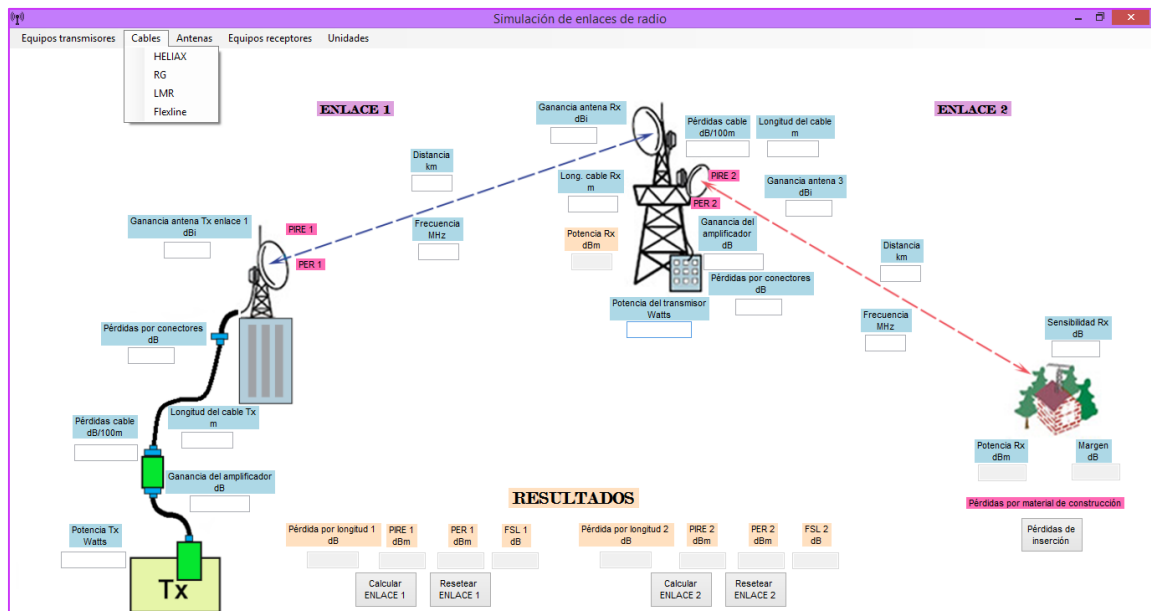 Simulación de enlaces de radio
Equipos transmisores Cables Antenas Equipos receptores Unidades
HELIAX
RG
LMR
Flexline
ENLACE 1
Ganancia antena Rx
dBi
Pérdidas cable
dB/100m
Longitud del cable
m
ENLACE 2
Distancia
km
Long. cable Rx
m
PIRE 2
Ganancia antena 3
dBi
PER 2
Ganancia antena Tx enlace 1
dBi
PIRE 1
Frecuencia
MHz
Potencia Rx
dBm
Ganancia del
amplificador
dB
Distancia
km
PER 1
Pérdidas por conectores
dB
Potencia del transmisor
Watts
Frecuencia
MHz
Sensibilidad Rx
dB
Pérdidas por conectores
dB
Longitud del cable Tx
m
Pérdidas cable
dB/100m
Potencia Rx
dBm
Margen
dB
Ganancia del amplificador
dB
RESULTADOS
Pérdidas por material de construcción
Pérdidas de
inserción
Potencia Tx
Watts
Pérdida por longitud 1
dB
PIRE 1
dBm
PER 1
dBm
FSL 1
dB
Pérdida por longitud 2
dB
PIRE 2
dBm
PER 2
dBm
FSL 2
dB
Tx
Calcular
ENLACE 1
Resetear
ENLACE 1
Calcular
ENLACE 2
Resetear
ENLACE 2